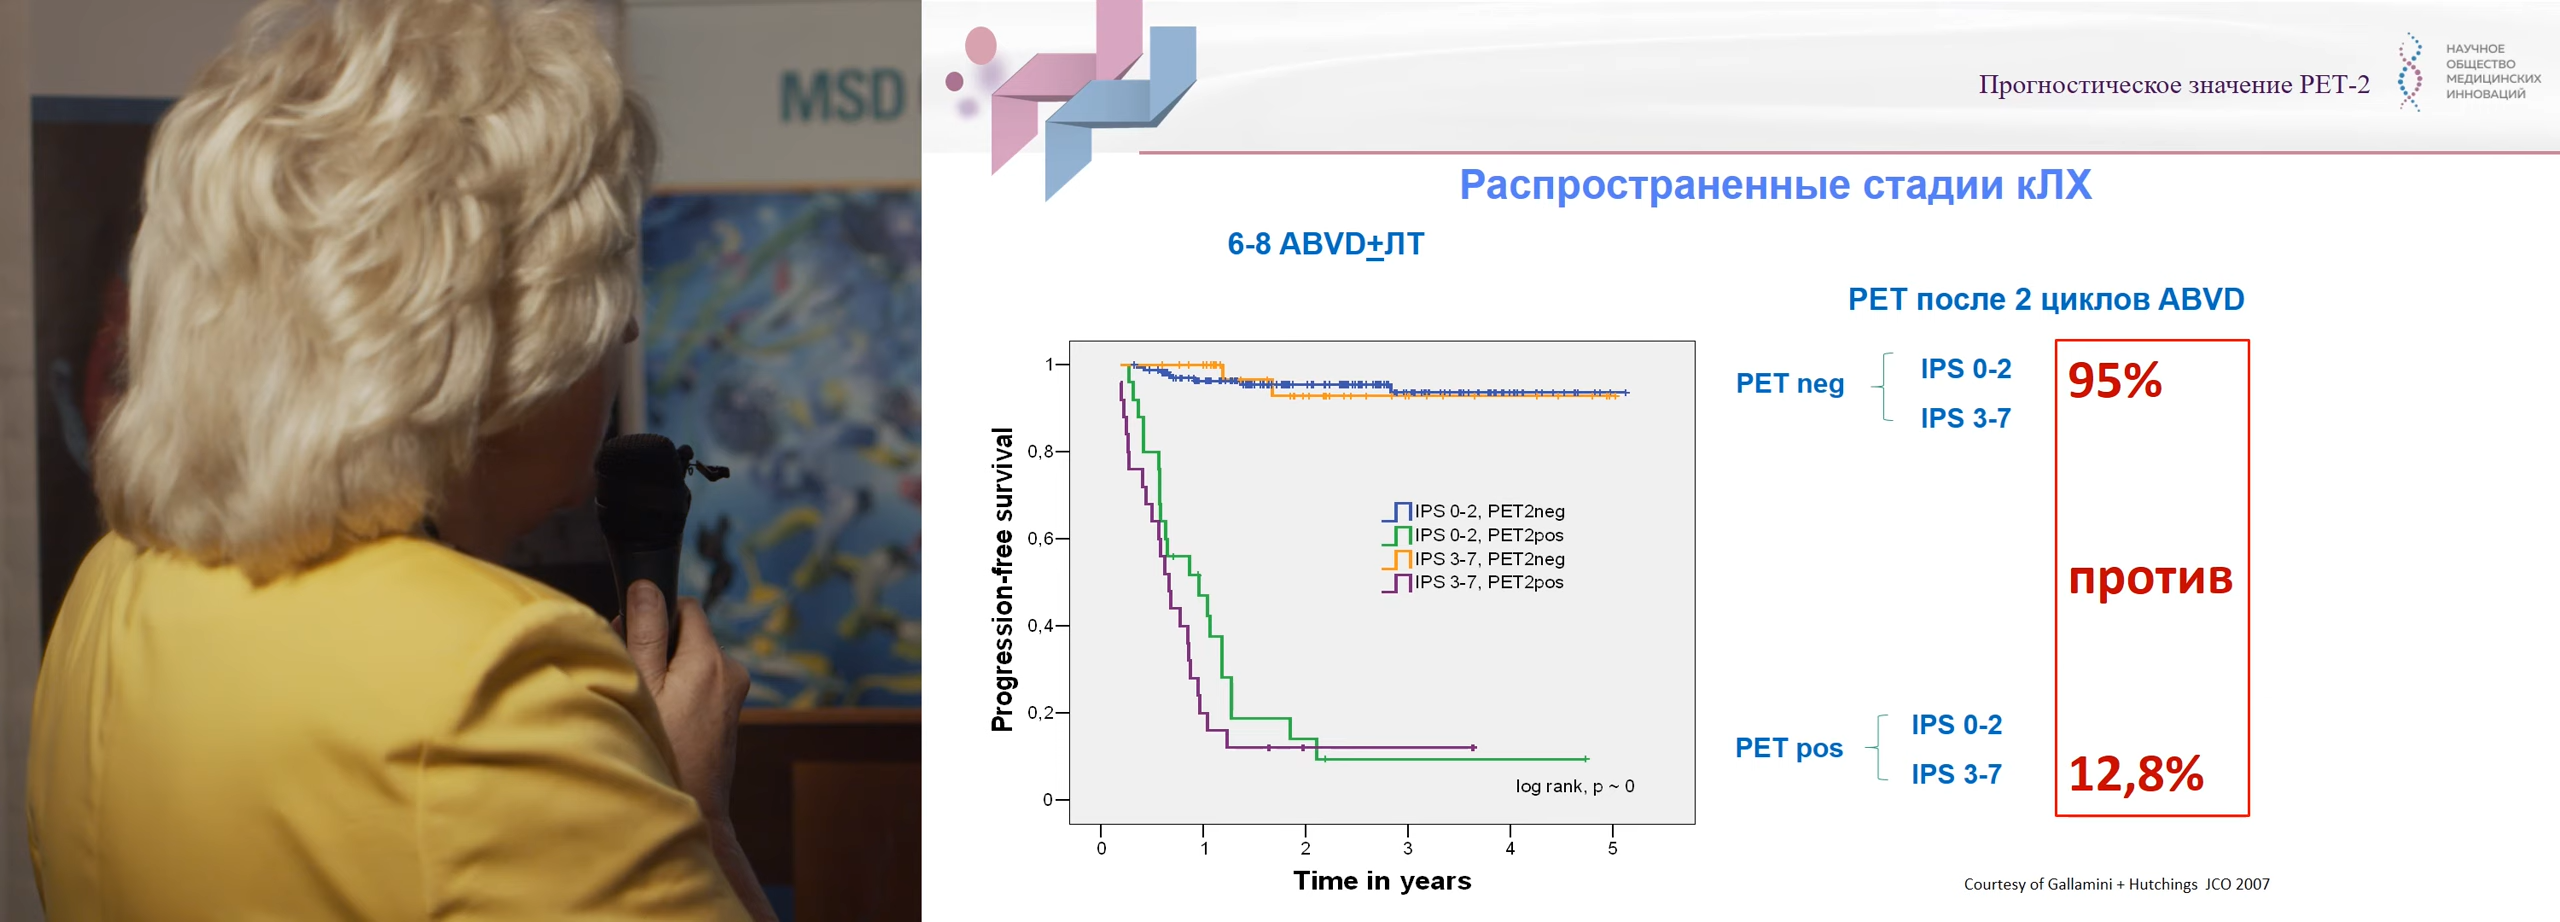 MSD
НАУЧНОЕ
ОБЩЕСТВО
МЕДИЦИНСКИХ
ИННОВАЦИЙ
Прогностическое значение PET-2
Распространенные стадии кЛХ
6-8 ABVD±ЛТ
PET после 2 циклов ABVD
Progression-free survival
1
0,8
0,6
0,4
0,2
0
IPS 0-2, PET2neg
IPS 0-2, PET2pos
IPS 3-7, PET2neg
IPS 3-7, PET2pos
log rank, p ~ 0
0 1 2 3 4 5
Time in years
PET neg
IPS 0-2
IPS 3-7
95%
против
PET pos
IPS 0-2
IPS 3-7
12,8%
Courtesy of Gallamini + Hutchings JCO 2007